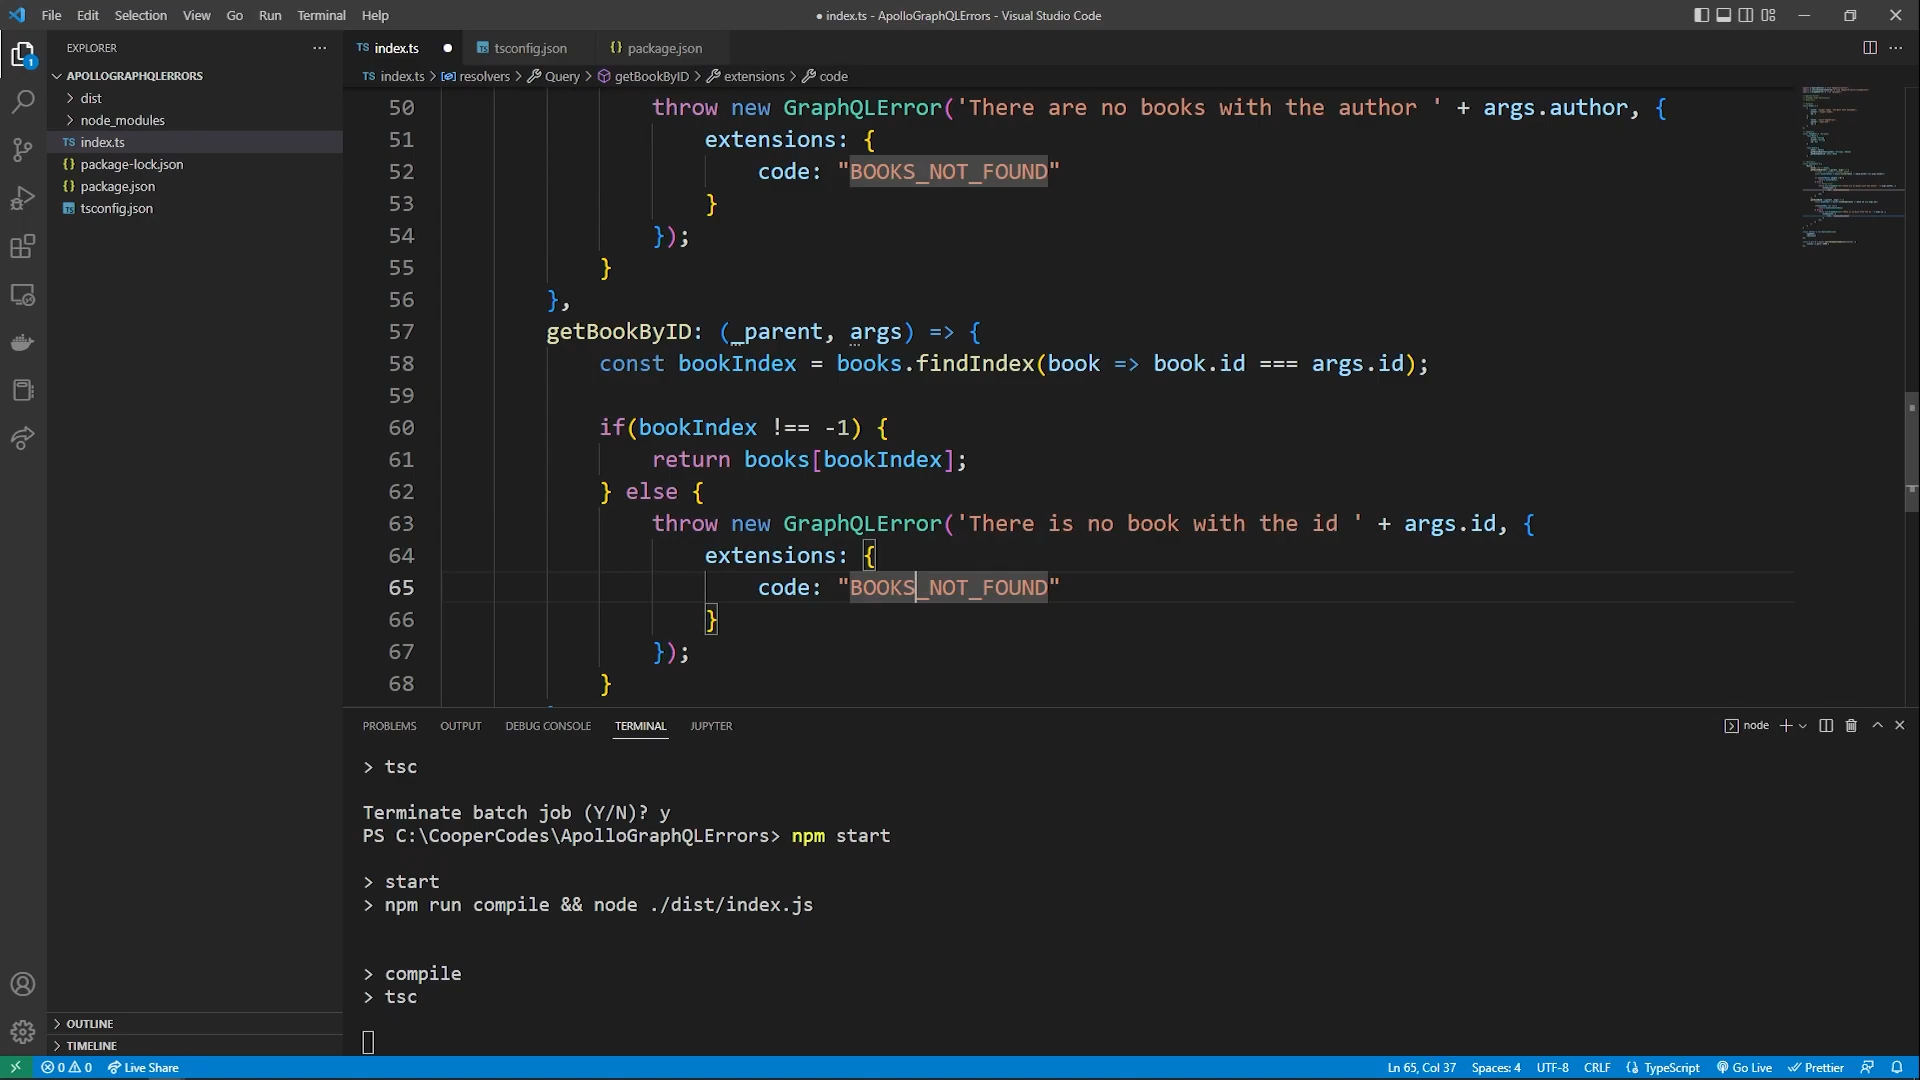 File Edit Selection View Go Run Terminal Help
● index.ts - ApolloGraphQLErrors - Visual Studio Code
EXPLORER
APOLLOGRAPHQLERRORS
dist
node_modules
TS index.ts
{} package-lock.json
{} package.json
TS tsconfig.json
OUTLINE
TIMELINE
1
TS index.ts ● TS tsconfig.json {} package.json
TS index.ts > resolvers > Query > getBookByID > extensions > code
50 throw new GraphQLError('There are no books with the author ' + args.author, {
51 extensions: {
52 code: "BOOKS_NOT_FOUND"
53 }
54 });
55 }
56 },
57 getBookByID: (_parent, args) => {
58 const bookIndex = books.findIndex(book => book.id === args.id);
59
60 if(bookIndex !== -1) {
61 return books[bookIndex];
62 } else {
63 throw new GraphQLError('There is no book with the id ' + args.id, {
64 extensions: {
65 code: "BOOKS_NOT_FOUND"
66 }
67 });
68 }
PROBLEMS OUTPUT DEBUG CONSOLE TERMINAL JUPYTER
node
> tsc
Terminate batch job (Y/N)? y
PS C:\CooperCodes\ApolloGraphQLErrors> npm start
> start
> npm run compile && node ./dist/index.js
> compile
> tsc
0 0 Live Share
Ln 65, Col 37 Spaces: 4 UTF-8 CRLF {} TypeScript Go Live Prettier